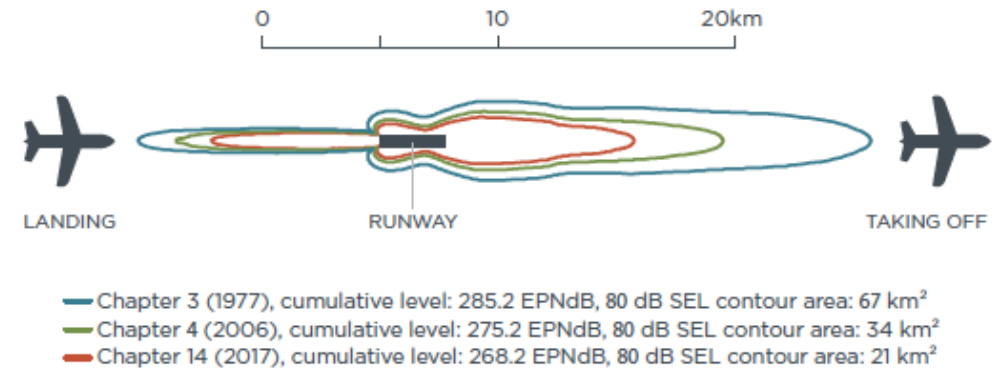 0 10 20km
LANDING RUNWAY TAKING OFF
Chapter 3 (1977), cumulative level: 285.2 EPNdB, 80 dB SEL contour area: 67 km²
Chapter 4 (2006), cumulative level: 275.2 EPNdB, 80 dB SEL contour area: 34 km²
Chapter 14 (2017), cumulative level: 268.2 EPNdB, 80 dB SEL contour area: 21 km²